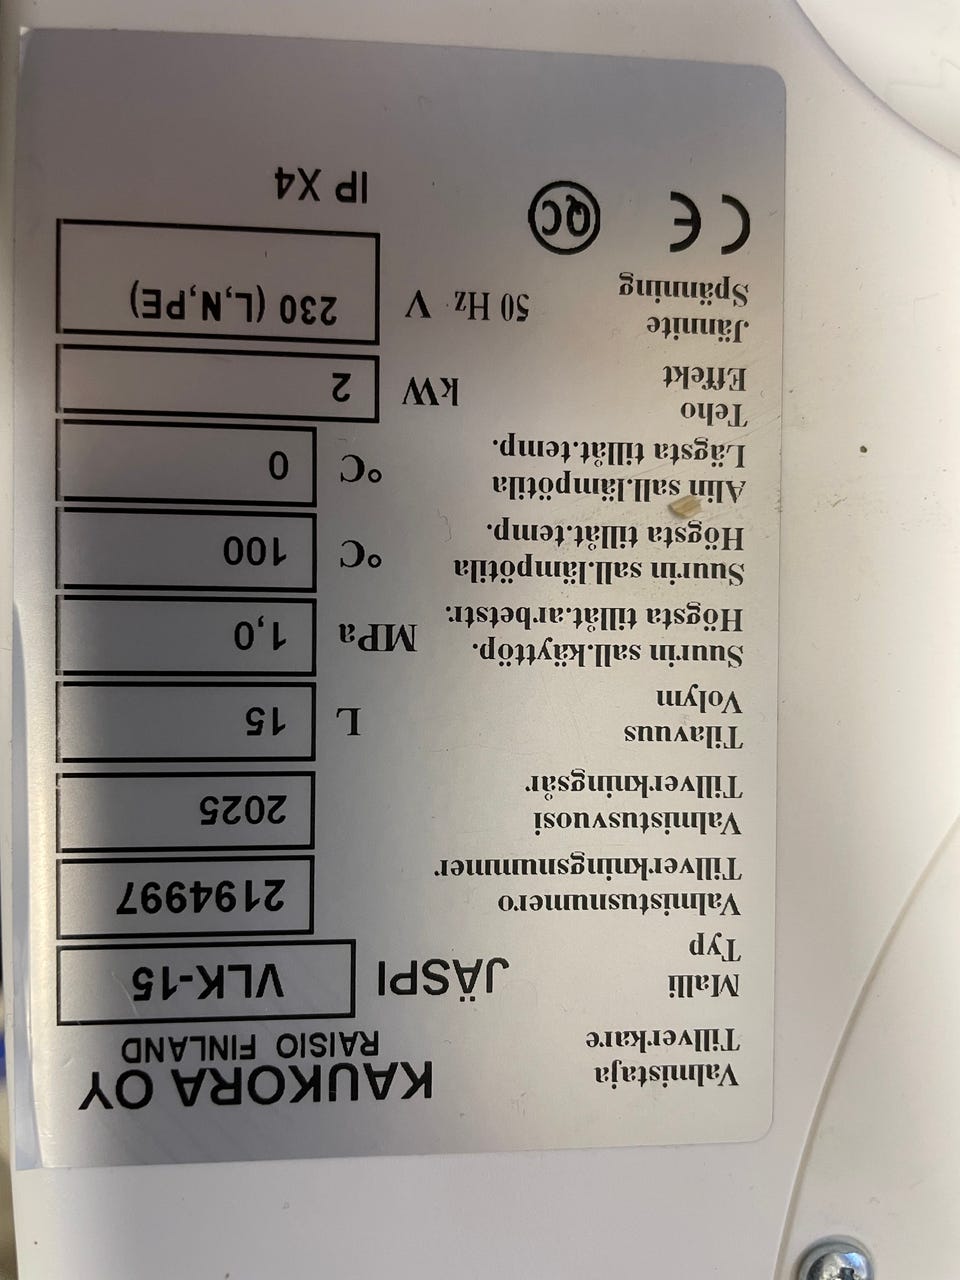 Valmistaja KAUKORA OY
Tillverkare RAISIO FINLAND
Malli JÄSPI VLK-15
Typ
Valmistusnumero 2194997
Tillverkningsnummer
Valmistusvuosi 2025
Tillverkningsår
Tilavuus L 15
Volym
Suurin sall.käyttöp. MPa 1,0
Högsta tillåt.arbetstr.
Suurin sall.lämpötila °C 100
Högsta tillåt.temp.
Alin sall.lämpötila °C 0
Lägsta tillåt.temp.
Teho kW 2
Effekt
Jännite 50 Hz V 230 (L,N,PE)
Spänning
CE QC IP X4